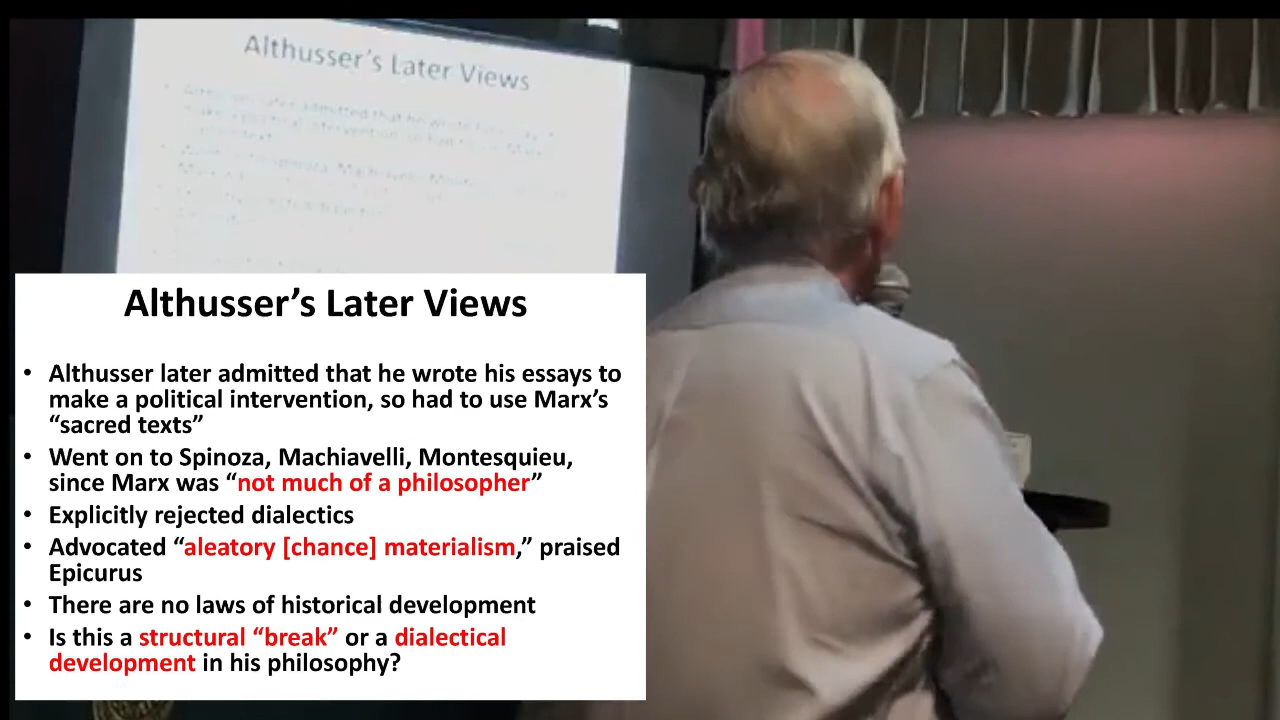 Althusser's Later Views
Althusser's Later Views
• Althusser later admitted that he wrote his essays to
make a political intervention, so had to use Marx's
“sacred texts”
• Went on to Spinoza, Machiavelli, Montesquieu,
since Marx was “not much of a philosopher”
• Explicitly rejected dialectics
• Advocated “aleatory [chance] materialism,” praised
Epicurus
• There are no laws of historical development
• Is this a structural “break” or a dialectical
development in his philosophy?